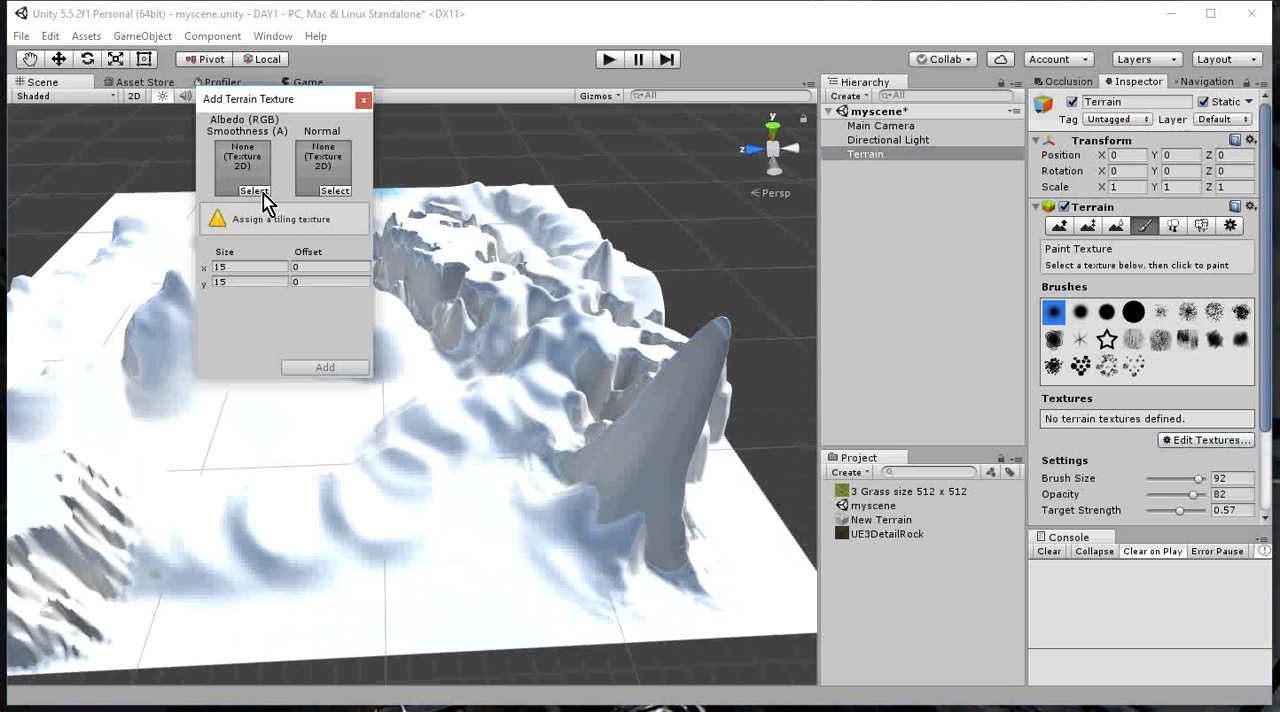 Unity 5.5.2f1 Personal (64bit) - myscene.unity - DAY1 - PC, Mac & Linux Standalone* <DX11>
File Edit Assets GameObject Component Window Help
Pivot Local Collab Account Layers Layout
Scene Asset Store Profiler Game
Shaded 2D Gizmos All
Add Terrain Texture x
Albedo (RGB)
Smoothness (A) Normal
None (Texture 2D) Select
None (Texture 2D) Select
Assign a tiling texture
Size Offset
x 15 0
y 15 0
Add
y
z
Persp
Hierarchy
Create All
myscene*
Main Camera
Directional Light
Terrain
Project
Create
3 Grass size 512 x 512
myscene
New Terrain
UE3DetailRock
Occlusion Inspector Navigation
Terrain Static
Tag Untagged Layer Default
Transform
Position X 0 Y 0 Z 0
Rotation X 0 Y 0 Z 0
Scale X 1 Y 1 Z 1
Terrain
Paint Texture
Select a texture below, then click to paint
Brushes
Textures
No terrain textures defined.
Edit Textures...
Settings
Brush Size 92
Opacity 82
Target Strength 0.57
Console
Clear Collapse Clear on Play Error Pause